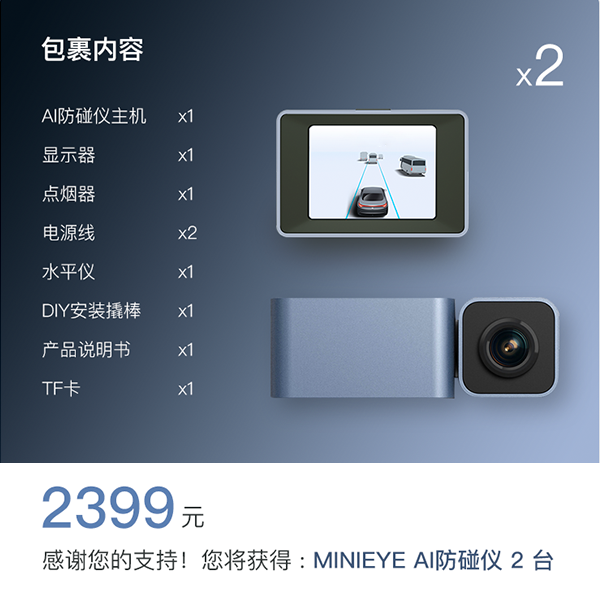 包裹内容
x2
AI防碰仪主机 x1
显示器 x1
点烟器 x1
电源线 x2
水平仪 x1
DIY安装撬棒 x1
产品说明书 x1
TF卡 x1
2399元
感谢您的支持！您将获得：MINIEYE AI防碰仪 2 台